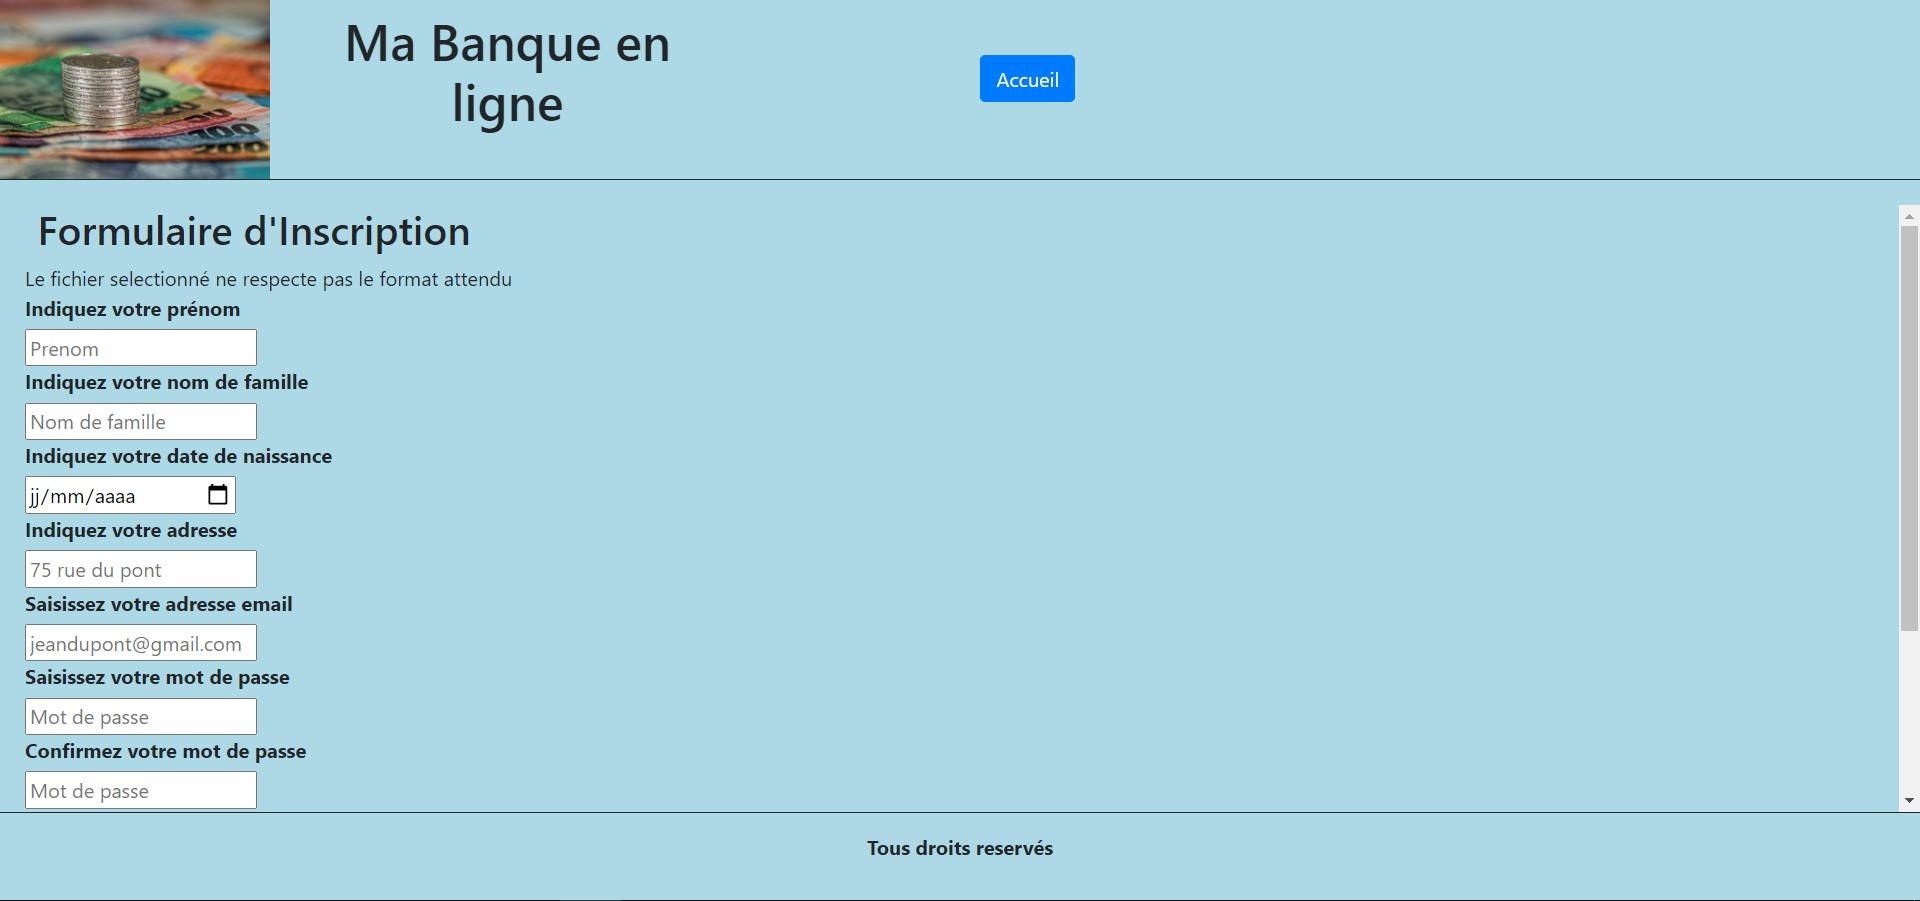 Ma Banque en
ligne
Accueil
Formulaire d'Inscription
Le fichier selectionné ne respecte pas le format attendu
Indiquez votre prénom
Prenom
Indiquez votre nom de famille
Nom de famille
Indiquez votre date de naissance
jj/mm/aaaa
Indiquez votre adresse
75 rue du pont
Saisissez votre adresse email
jeandupont@gmail.com
Saisissez votre mot de passe
Mot de passe
Confirmez votre mot de passe
Mot de passe
Tous droits reservés